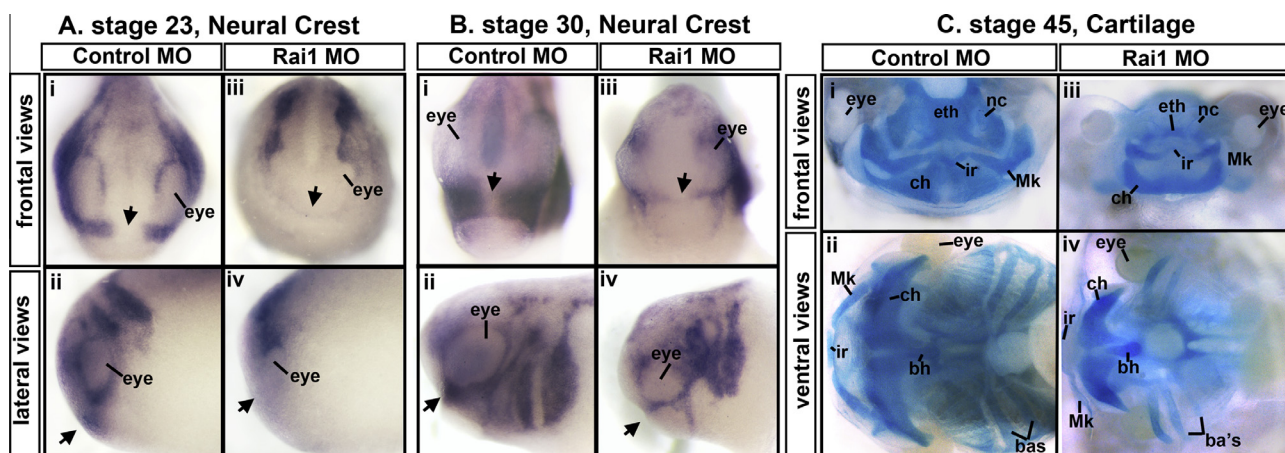 A. stage 23, Neural Crest
B. stage 30, Neural Crest
C. stage 45, Cartilage
Control MO
Rai1 MO
Control MO
Rai1 MO
Control MO
Rai1 MO
frontal views
i
eye
iii
eye
i
eye
iii
eye
frontal views
i
eye
eth
nc
ir
ch
Mk
iii
eth
nc
eye
ir
Mk
ch
lateral views
ii
eye
iv
eye
ii
eye
iv
eye
ventral views
ii
eye
Mk
ch
ir
bh
bas
iv
eye
ch
ir
bh
Mk
ba's